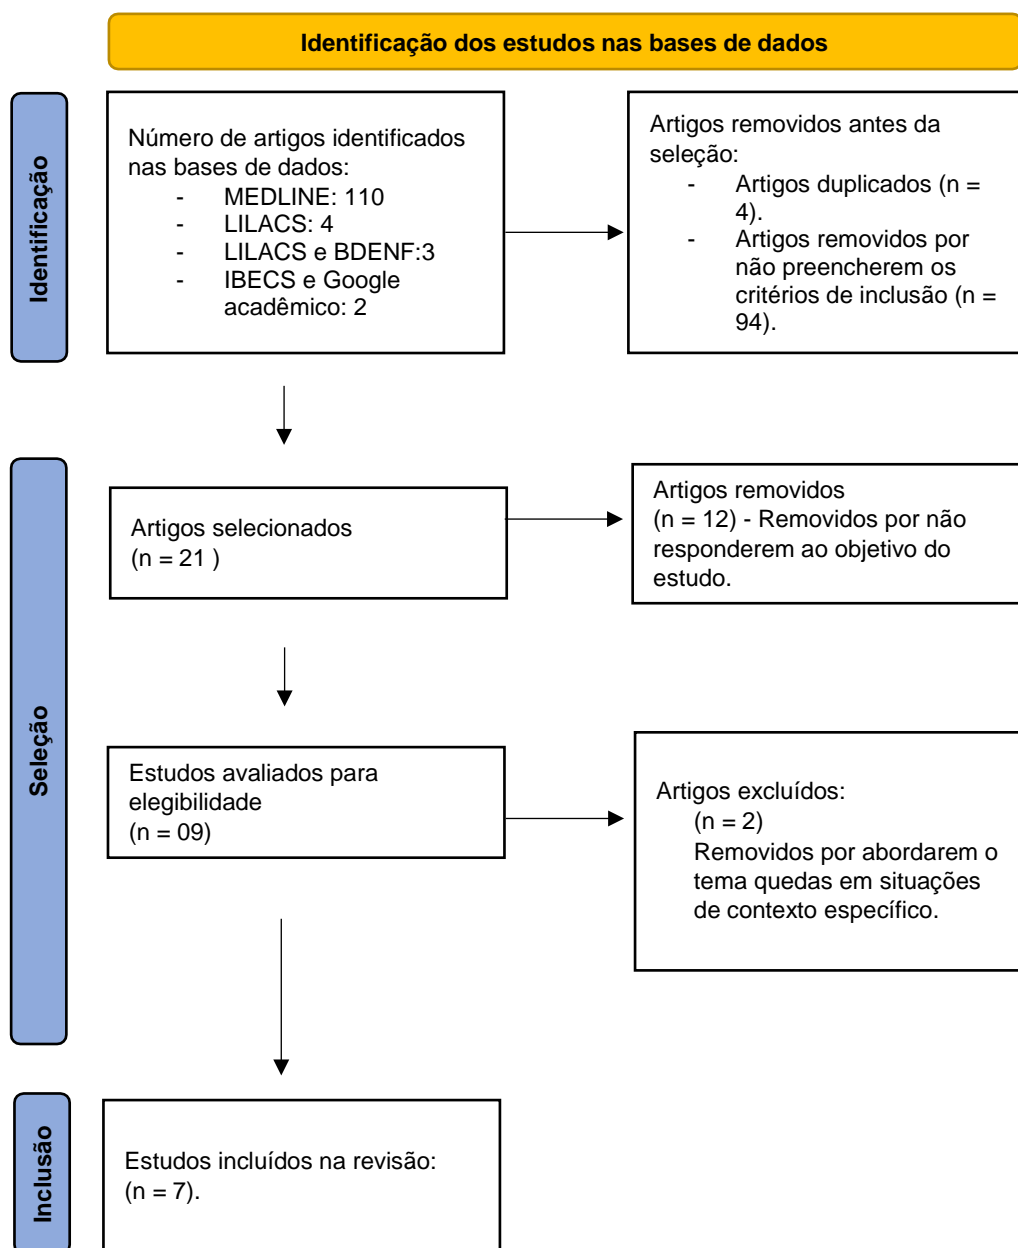 Identificação dos estudos nas bases de dados
Identificação
Número de artigos identificados
nas bases de dados:
- MEDLINE: 110
- LILACS: 4
- LILACS e BDENF:3
- IBECS e Google
acadêmico: 2
Artigos removidos antes da
seleção:
- Artigos duplicados (n =
4).
- Artigos removidos por
não preencherem os
critérios de inclusão (n =
94).
Seleção
Artigos selecionados
(n = 21 )
Artigos removidos
(n = 12) - Removidos por não
responderem ao objetivo do
estudo.
Estudos avaliados para
elegibilidade
(n = 09)
Artigos excluídos:
(n = 2)
Removidos por abordarem o
tema quedas em situações
de contexto específico.
Inclusão
Estudos incluídos na revisão:
(n = 7).